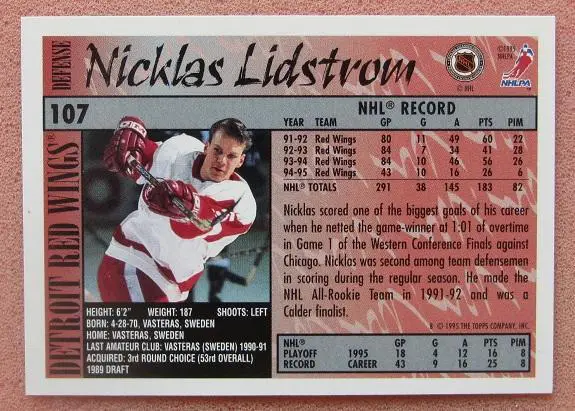 DEFENSE
Nicklas Lidstrom
NHL
© NHL
©1995
NHLPA
NHLPA
107
DETROIT RED WINGS®
NHL® RECORD
YEAR TEAM GP G A PTS PIM
91-92 Red Wings 80 11 49 60 22
92-93 Red Wings 84 7 34 41 28
93-94 Red Wings 84 10 46 56 26
94-95 Red Wings 43 10 16 26 6
NHL® TOTALS 291 38 145 183 82
Nicklas scored one of the biggest goals of his career
when he netted the game-winner at 1:01 of overtime
in Game 1 of the Western Conference Finals against
Chicago. Nicklas was second among team defensemen
in scoring during the regular season. He made the
NHL All-Rookie Team in 1991-92 and was a
Calder finalist.
B © 1995 THE TOPPS COMPANY, INC.
HEIGHT: 6'2" WEIGHT: 187 SHOOTS: LEFT
BORN: 4-28-70, VASTERAS, SWEDEN
HOME: VASTERAS, SWEDEN
LAST AMATEUR CLUB: VASTERAS (SWEDEN) 1990-91
ACQUIRED: 3rd ROUND CHOICE (53rd OVERALL)
1989 DRAFT
NHL® GP G A PTS PIM
PLAYOFF 1995 18 4 12 16 8
RECORD CAREER 43 9 16 25 8